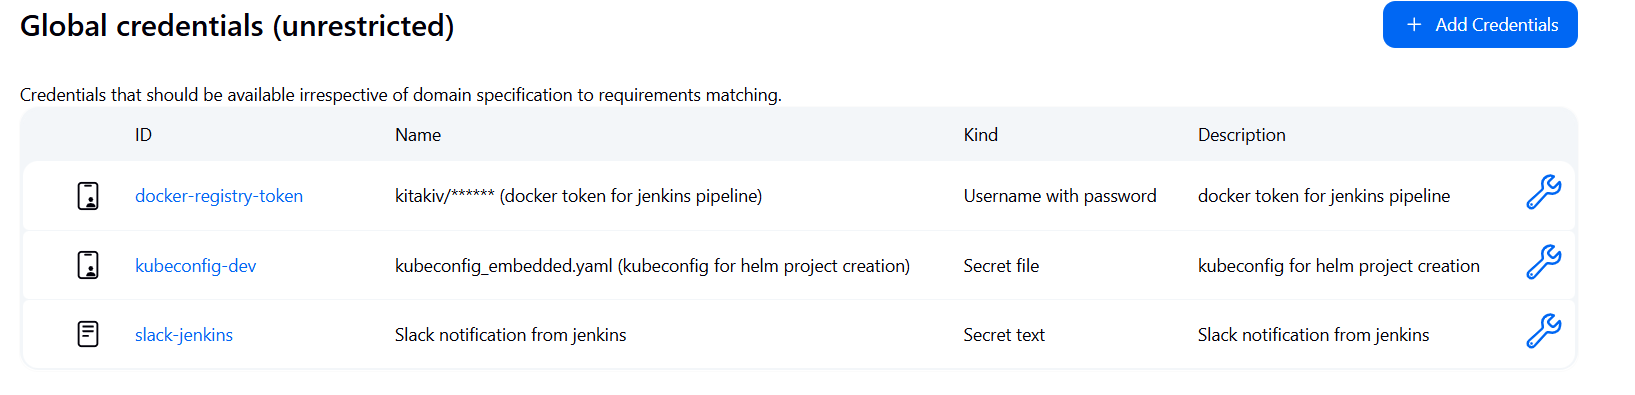 Global credentials (unrestricted)
+ Add Credentials
Credentials that should be available irrespective of domain specification to requirements matching.
ID Name Kind Description
docker-registry-token kitakiv/****** (docker token for jenkins pipeline) Username with password docker token for jenkins pipeline
kubeconfig-dev kubeconfig_embedded.yaml (kubeconfig for helm project creation) Secret file kubeconfig for helm project creation
slack-jenkins Slack notification from jenkins Secret text Slack notification from jenkins